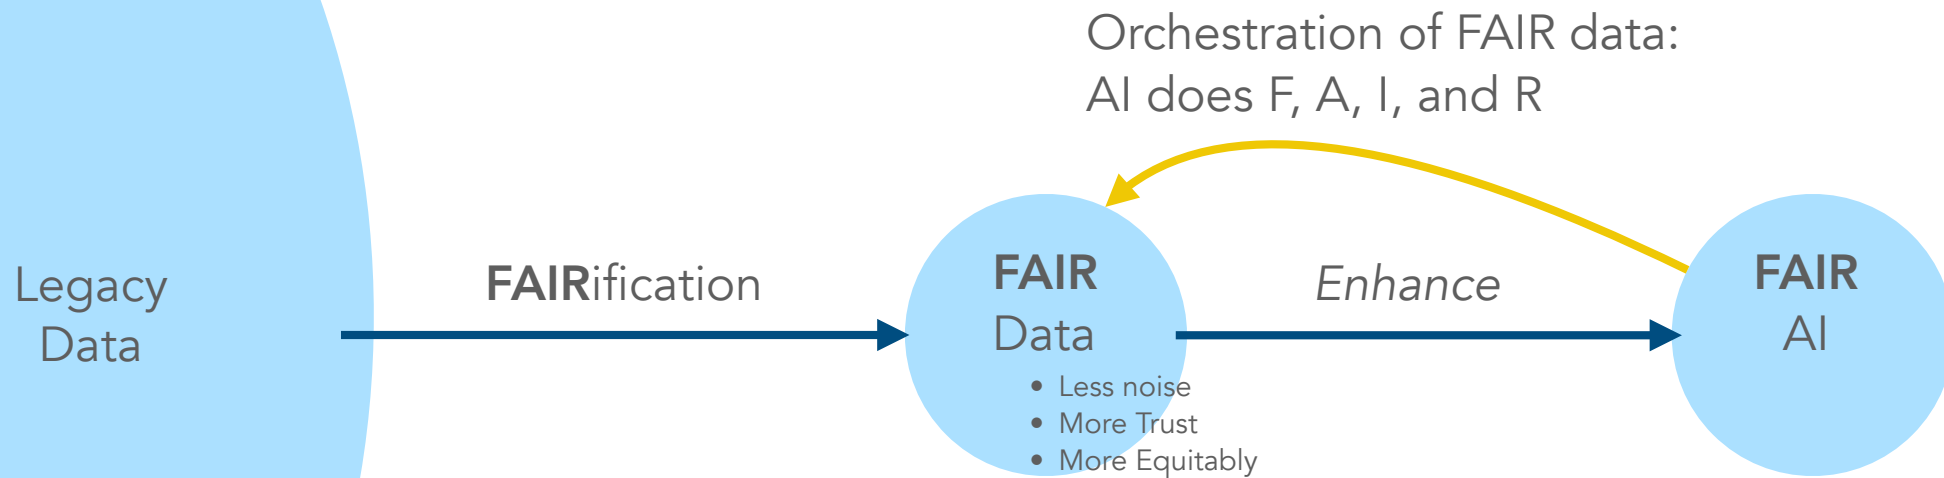 Orchestration of FAIR data:
AI does F, A, I, and R
Legacy
Data
FAIRification
FAIR
Data
• Less noise
• More Trust
• More Equitably
Enhance
FAIR
AI